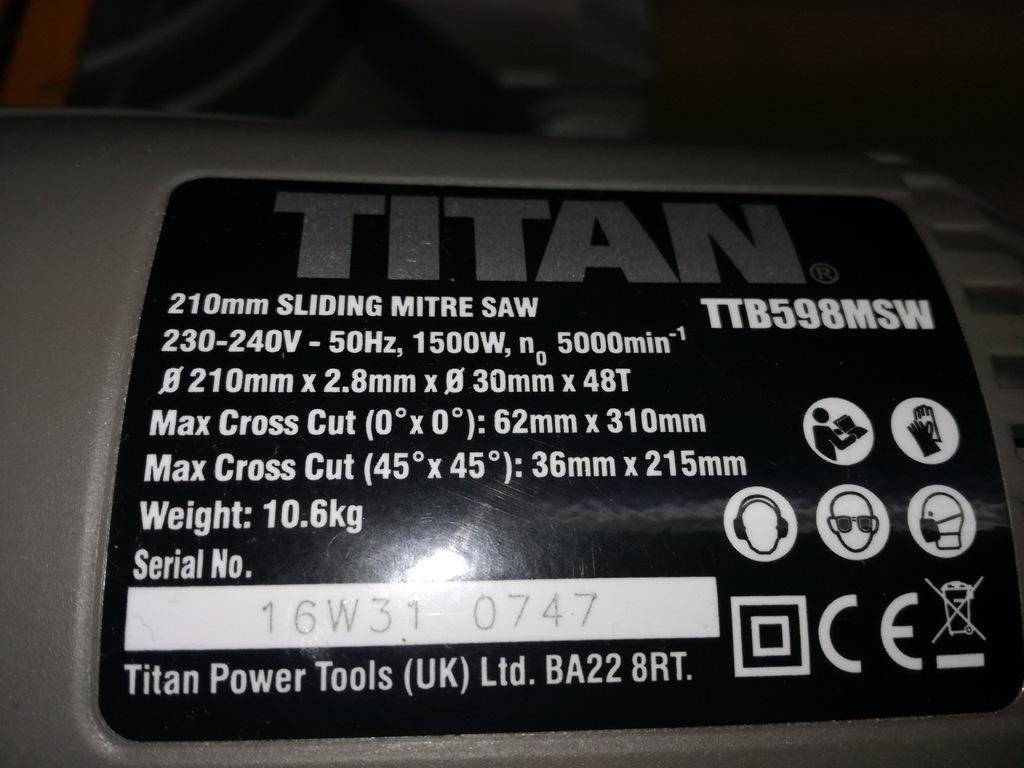 TITAN®
210mm SLIDING MITRE SAW
TTB598MSW
230-240V - 50Hz, 1500W, n₀ 5000min⁻¹
Ø 210mm x 2.8mm x Ø 30mm x 48T
Max Cross Cut (0°x 0°): 62mm x 310mm
Max Cross Cut (45°x 45°): 36mm x 215mm
Weight: 10.6kg
Serial No.
16W31 0747
Titan Power Tools (UK) Ltd. BA22 8RT.
CE